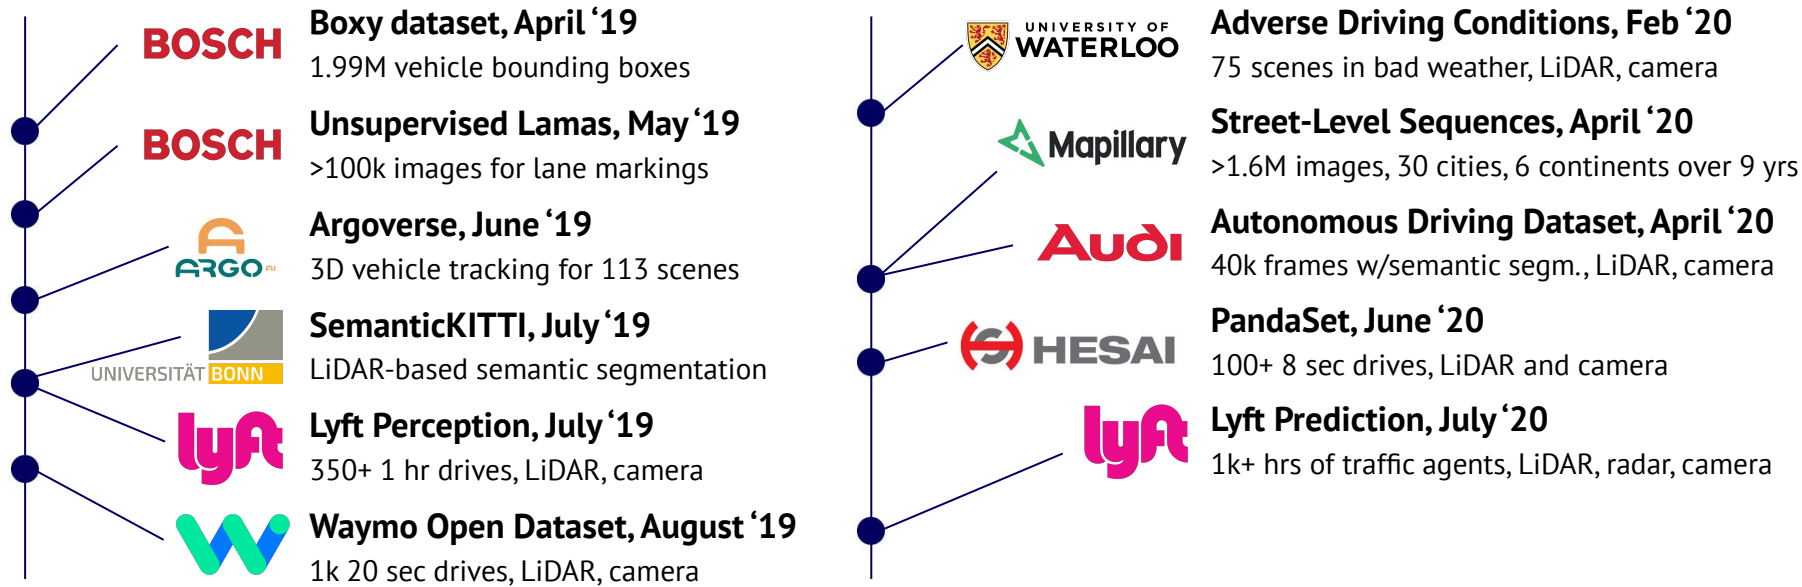 BOSCH
Boxy dataset, April ‘19
1.99M vehicle bounding boxes
BOSCH
Unsupervised Lamas, May ‘19
>100k images for lane markings
ARGO AI
Argoverse, June ‘19
3D vehicle tracking for 113 scenes
UNIVERSITÄT BONN
SemanticKITTI, July ‘19
LiDAR-based semantic segmentation
lyft
Lyft Perception, July ‘19
350+ 1 hr drives, LiDAR, camera
Waymo Open Dataset, August ‘19
1k 20 sec drives, LiDAR, camera
UNIVERSITY OF
WATERLOO
Adverse Driving Conditions, Feb ‘20
75 scenes in bad weather, LiDAR, camera
Mapillary
Street-Level Sequences, April ‘20
>1.6M images, 30 cities, 6 continents over 9 yrs
Audi
Autonomous Driving Dataset, April ‘20
40k frames w/semantic segm., LiDAR, camera
HESAI
PandaSet, June ‘20
100+ 8 sec drives, LiDAR and camera
lyft
Lyft Prediction, July ‘20
1k+ hrs of traffic agents, LiDAR, radar, camera